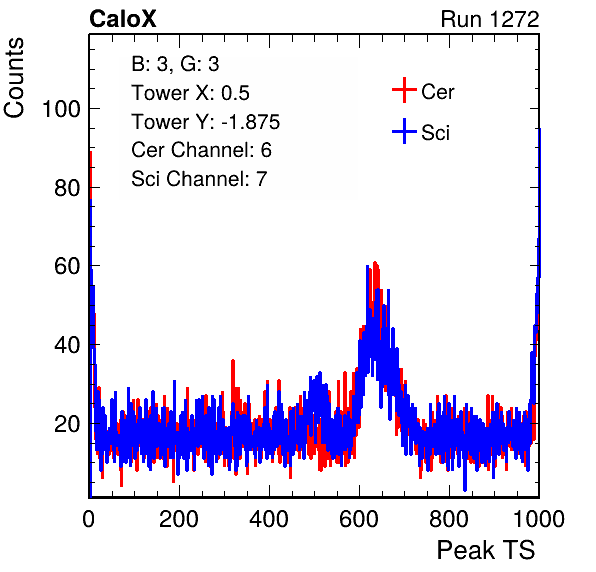 CaloX Run 1272
Counts
B: 3, G: 3
Tower X: 0.5
Tower Y: -1.875
Cer Channel: 6
Sci Channel: 7
Cer
Sci
100
80
60
40
20
0 200 400 600 800 1000
Peak TS